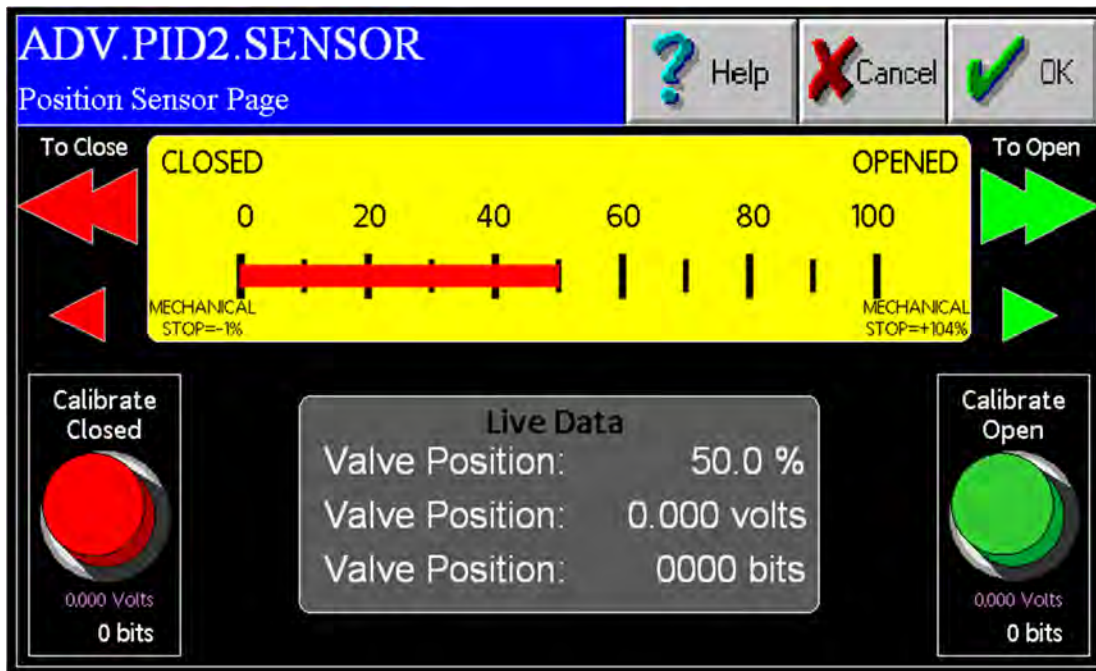 ADV.PID2.SENSOR
Position Sensor Page
Help
Cancel
OK
To Close
CLOSED
OPENED
To Open
0 20 40 60 80 100
MECHANICAL
STOP=-1%
MECHANICAL
STOP=+104%
Calibrate
Closed
0.000 Volts
0 bits
Live Data
Valve Position: 50.0 %
Valve Position: 0.000 volts
Valve Position: 0000 bits
Calibrate
Open
0.000 Volts
0 bits